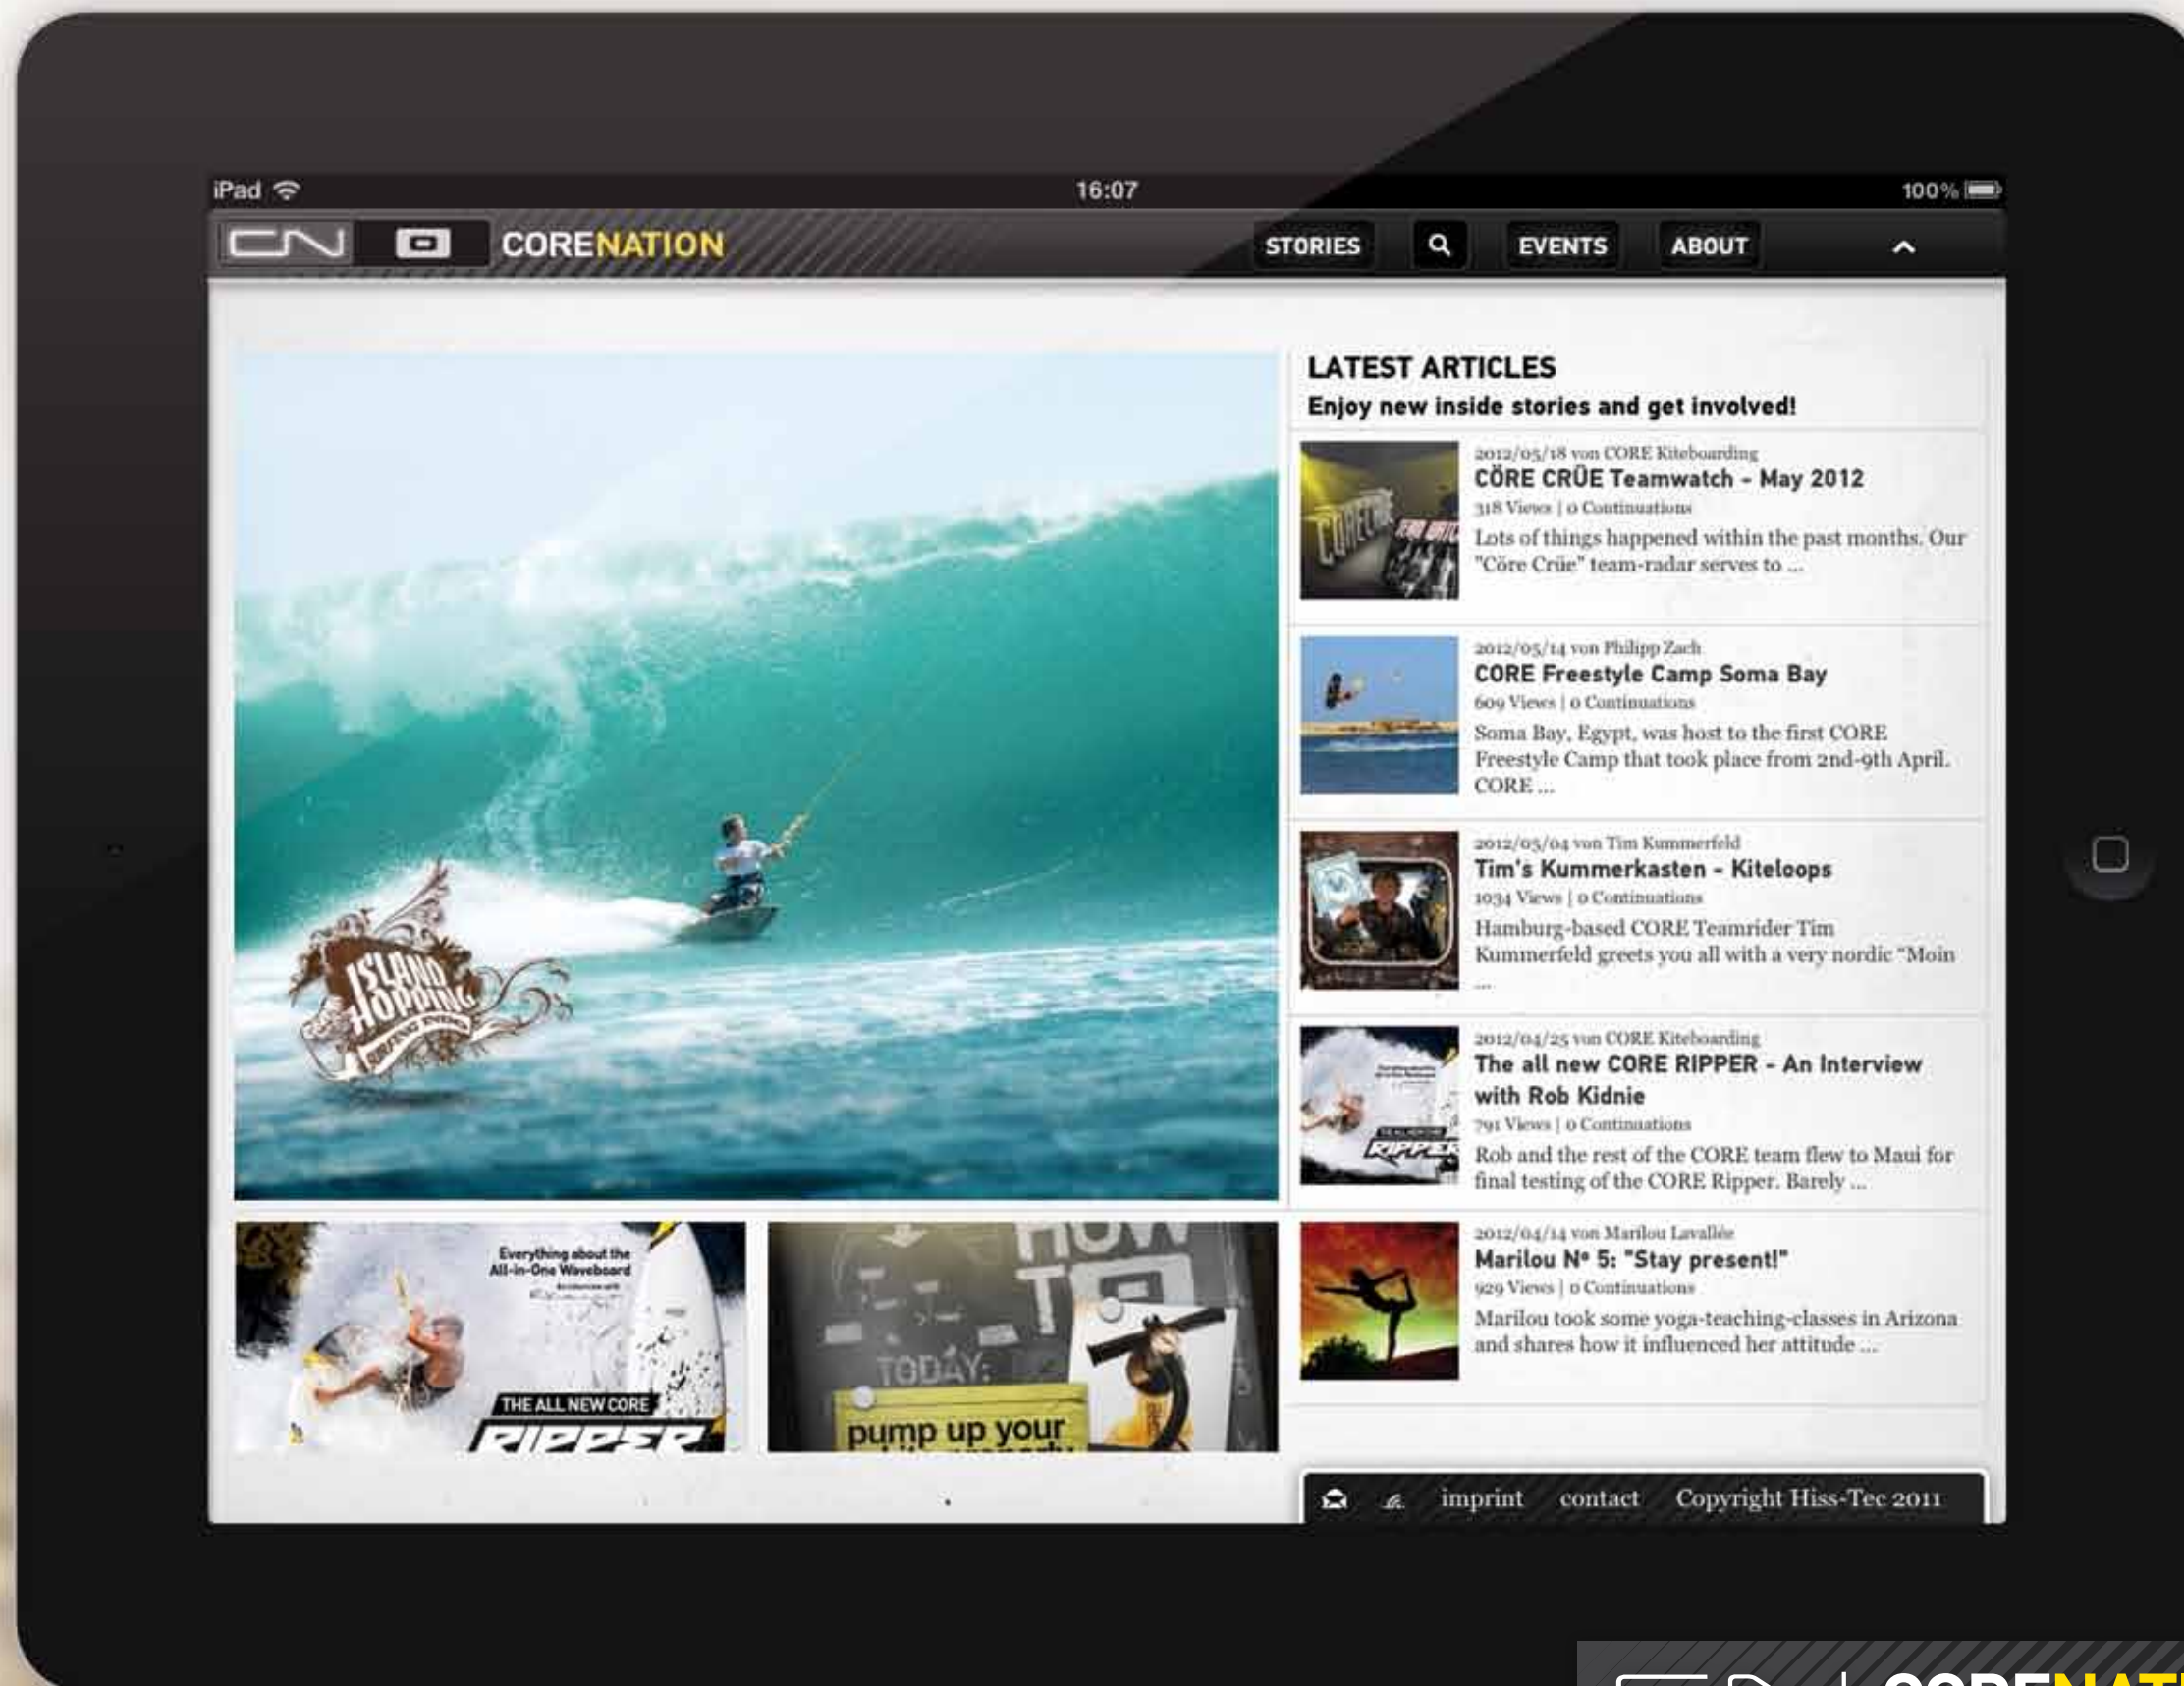 iPad
16:07
100%
CN
CORENATION
STORIES
EVENTS
ABOUT
ISLAND
HOPPING
LATEST ARTICLES
Enjoy new inside stories and get involved!
2012/05/18 von CORE Kiteboarding
CÖRE CRÜE Teamwatch - May 2012
318 Views | 0 Continuations
Lots of things happened within the past months. Our
"Cöre Crüe" team-radar serves to ...
2012/05/14 von Philipp Zach
CORE Freestyle Camp Soma Bay
609 Views | 0 Continuations
Soma Bay, Egypt, was host to the first CORE
Freestyle Camp that took place from 2nd-9th April.
CORE ...
2012/05/04 von Tim Kummerfeld
Tim's Kummerkasten - Kiteloops
1034 Views | 0 Continuations
Hamburg-based CORE Teamrider Tim
Kummerfeld greets you all with a very nordic "Moin
...
2012/04/25 von CORE Kiteboarding
The all new CORE RIPPER - An Interview
with Rob Kidnie
791 Views | 0 Continuations
Rob and the rest of the CORE team flew to Maui for
final testing of the CORE Ripper. Barely ...
RIPPER
2012/04/14 von Marilou Lavallée
Marilou Nº 5: "Stay present!"
929 Views | 0 Continuations
Marilou took some yoga-teaching-classes in Arizona
and shares how it influenced her attitude ...
Everything about the
All-in-One Waveboard
THE ALL NEW CORE
RIPPER
HOW
TO
TODAY:
pump up your
imprint contact Copyright Hiss-Tec 2011